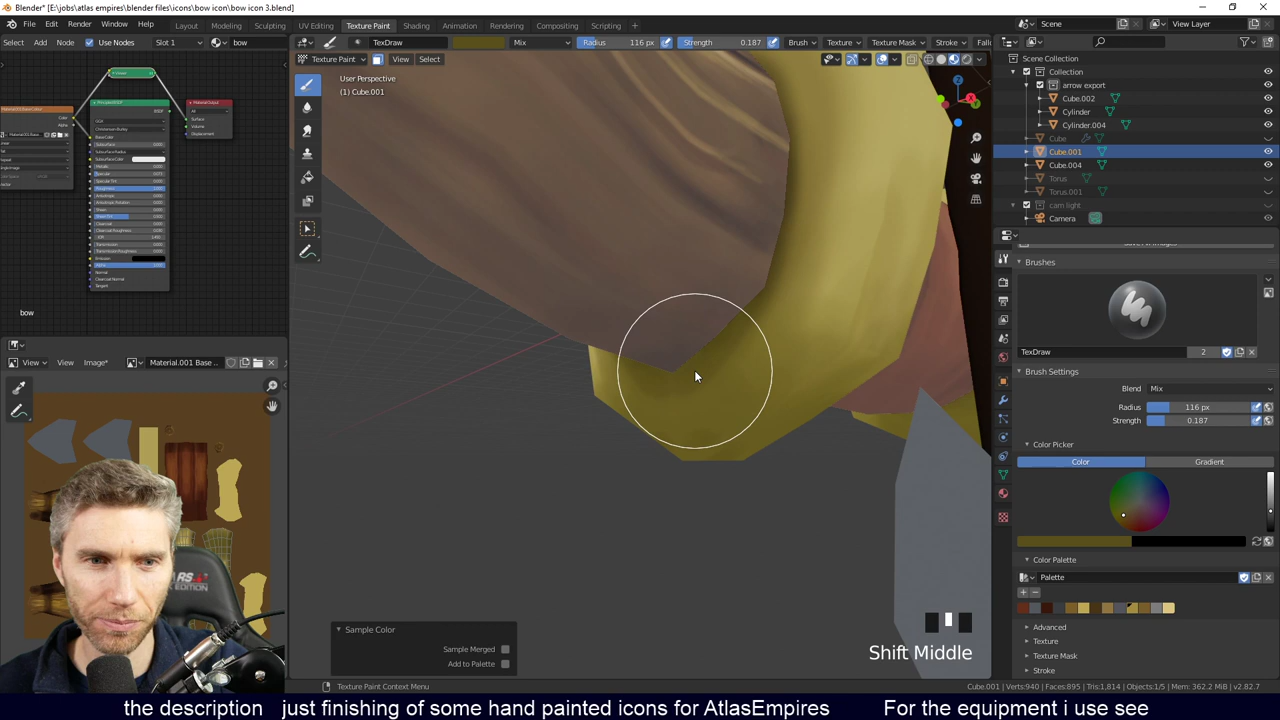 Blender* [E:\jobs\atlas empires\blender files\icons\bow icon\bow icon 3.blend]
File Edit Render Window Help Layout Modeling Sculpting UV Editing Texture Paint Shading Animation Rendering Compositing Scripting Scene View Layer
Select Add Node Use Nodes Slot 1 bow TexDraw Mix Radius 116 px Strength 0.187 Brush Texture Texture Mask Stroke
Texture Paint View Select
User Perspective
(1) Cube.001
Scene Collection
Collection
arrow export
Cube.002
Cylinder
Cylinder.004
Cube
Cube.001
Cube.004
Torus
Torus.001
cam light
Camera
bow
View View Image* Material.001 Base ...
Brushes
TexDraw 2
Brush Settings
Blend Mix
Radius 116 px
Strength 0.187
Color Picker
Color Gradient
Color Palette
Palette
Advanced
Texture
Texture Mask
Stroke
Sample Color
Sample Merged
Add to Palette
Shift Middle
Texture Paint Context Menu
Cube.001 | Verts:940 | Faces:895 | Tris:1,814 | Objects:1/5 | Mem: 362.2 MiB | v2.82.7
the description just finishing of some hand painted icons for AtlasEmpires For the equipment i use see